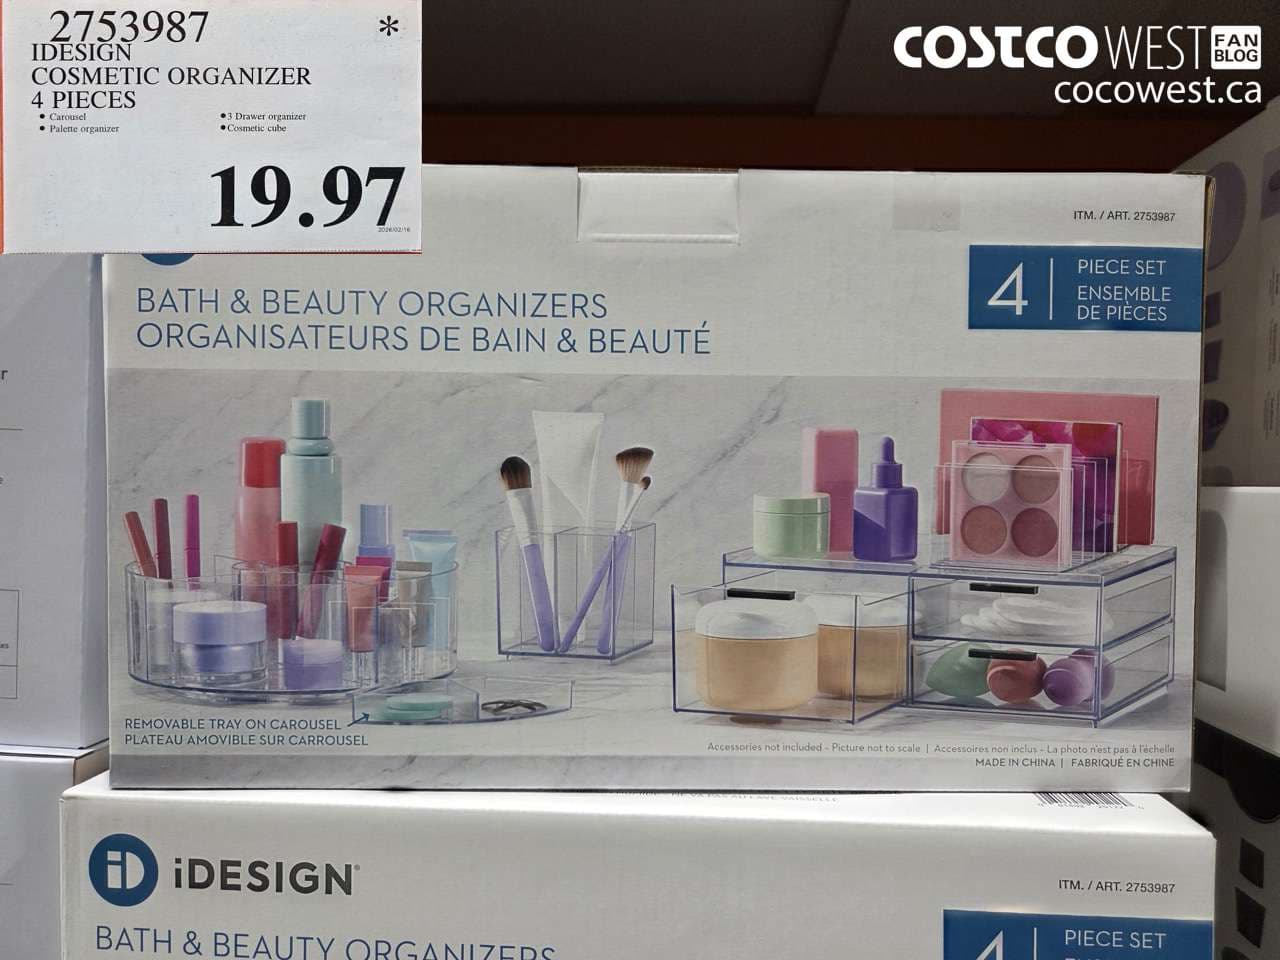 2753987 *
IDESIGN
COSMETIC ORGANIZER
4 PIECES
• Carousel
• Palette organizer
• 3 Drawer organizer
• Cosmetic cube
19.97
2026/02/16
COSTCO WEST FAN BLOG
cocowest.ca
ITM. / ART. 2753987
4 PIECE SET
ENSEMBLE
DE PIÈCES
BATH & BEAUTY ORGANIZERS
ORGANISATEURS DE BAIN & BEAUTÉ
REMOVABLE TRAY ON CAROUSEL
PLATEAU AMOVIBLE SUR CARROUSEL
Accessories not included – Picture not to scale | Accessoires non inclus – La photo n'est pas à l'échelle
MADE IN CHINA | FABRIQUÉ EN CHINE
iD iDESIGN®
ITM. / ART. 2753987
BATH & BEAUTY ORGANIZERS
4 PIECE SET